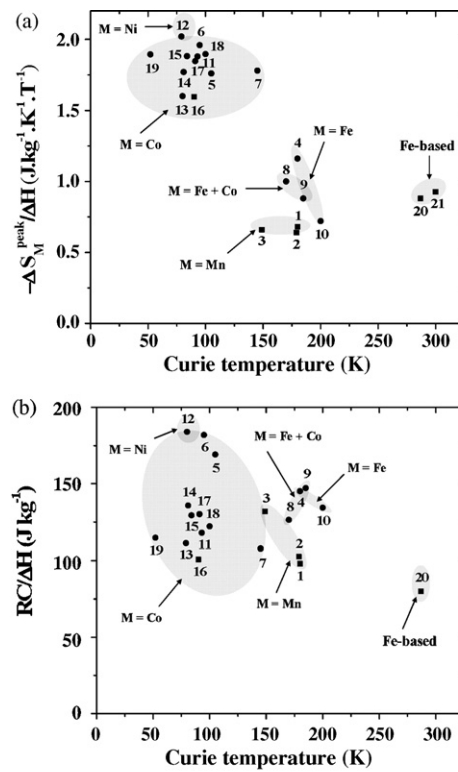 (a)
12
M = Ni
6
18
15
19
11
17
5
7
14
13
16
M = Co
4
M = Fe
Fe-based
8
9
M = Fe + Co
20
21
1
3
2
10
M = Mn
2.0
1.5
1.0
0.5
0.0
−ΔS_M^peak/ΔH (J.kg⁻¹.K⁻¹.T⁻¹)
0 50 100 150 200 250 300
Curie temperature (K)
(b)
200
150
100
50
0
RC/ΔH (J kg⁻¹)
12
M = Ni
6
5
M = Fe + Co
9
M = Fe
14
17
3
4
8
10
15
18
19
13
11
2
7
1
16
20
M = Co
M = Mn
Fe-based
0 50 100 150 200 250 300
Curie temperature (K)